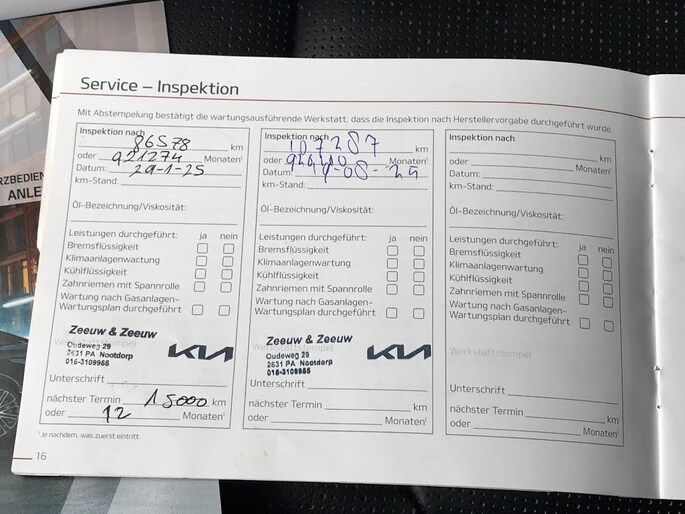 RZBEDIEN
ANLE
Service – Inspektion
Mit Abstempelung bestätigt die wartungsausführende Werkstatt, dass die Inspektion nach Herstellervorgabe durchgeführt wurde.
Inspektion nach 86578 km
oder 921274 Monaten¹
Datum: 29-1-25
km-Stand:
Öl-Bezeichnung/Viskosität:
Leistungen durchgeführt: ja nein
Bremsflüssigkeit
Klimaanlagenwartung
Kühlflüssigkeit
Zahnriemen mit Spannrolle
Wartung nach Gasanlagen-
Wartungsplan durchgeführt
Zeeuw & Zeeuw
Oudeweg 29
2631 PA Nootdorp
015-3109955
KIA
Unterschrift
nächster Termin 15000 km
oder 12 Monaten¹
Inspektion nach 107287 km
oder Monaten¹
Datum: 19-08-25
km-Stand:
Öl-Bezeichnung/Viskosität:
Leistungen durchgeführt: ja nein
Bremsflüssigkeit
Klimaanlagenwartung
Kühlflüssigkeit
Zahnriemen mit Spannrolle
Wartung nach Gasanlagen-
Wartungsplan durchgeführt
Zeeuw & Zeeuw
Oudeweg 29
2631 PA Nootdorp
015-3109955
KIA
Unterschrift
nächster Termin km
oder Monaten¹
Inspektion nach
km
oder Monaten¹
Datum:
km-Stand:
Öl-Bezeichnung/Viskosität:
Leistungen durchgeführt: ja nein
Bremsflüssigkeit
Klimaanlagenwartung
Kühlflüssigkeit
Zahnriemen mit Spannrolle
Wartung nach Gasanlagen-
Wartungsplan durchgeführt
Werkstattstempel
Unterschrift
nächster Termin km
oder Monaten¹
¹ Je nachdem, was zuerst eintritt.
16